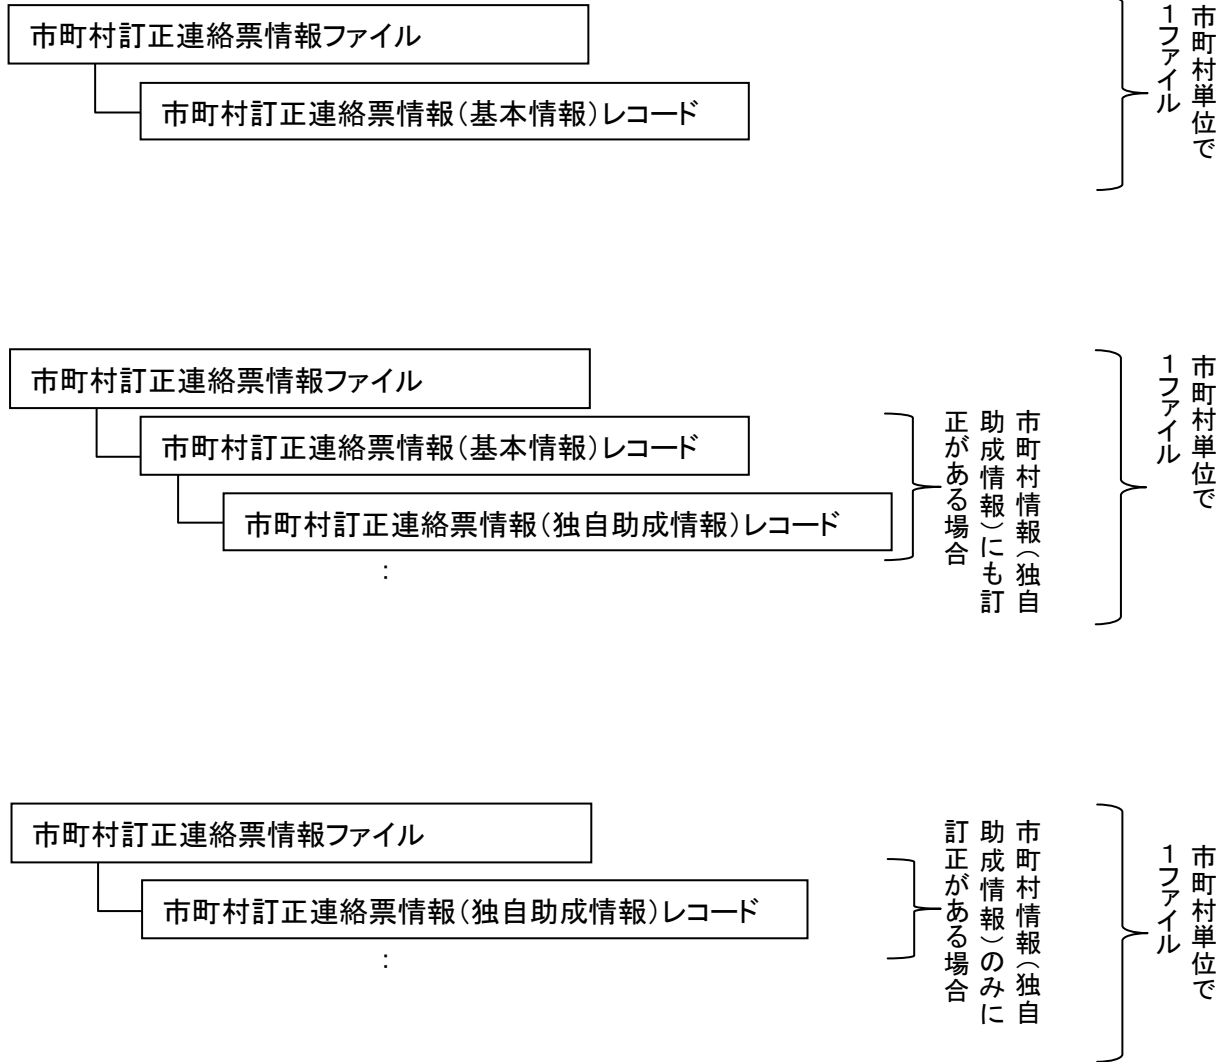 市町村訂正連絡票情報ファイル
市町村訂正連絡票情報（基本情報）レコード
市町村単位で
１ファイル
市町村訂正連絡票情報ファイル
市町村訂正連絡票情報（基本情報）レコード
市町村訂正連絡票情報（独自助成情報）レコード
：
市町村情報（独自
助成情報）にも訂
正がある場合
市町村単位で
１ファイル
市町村訂正連絡票情報ファイル
市町村訂正連絡票情報（独自助成情報）レコード
：
市町村情報（独自
助成情報）のみに
訂正がある場合
市町村単位で
１ファイル